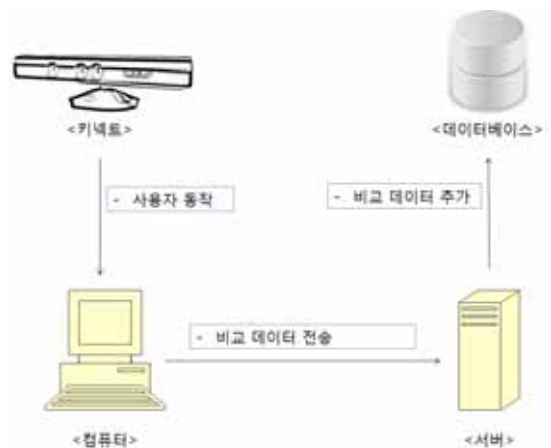 <키넥트>
<데이터베이스>
- 사용자 동작
- 비교 데이터 추가
- 비교 데이터 전송
<컴퓨터>
<서버>